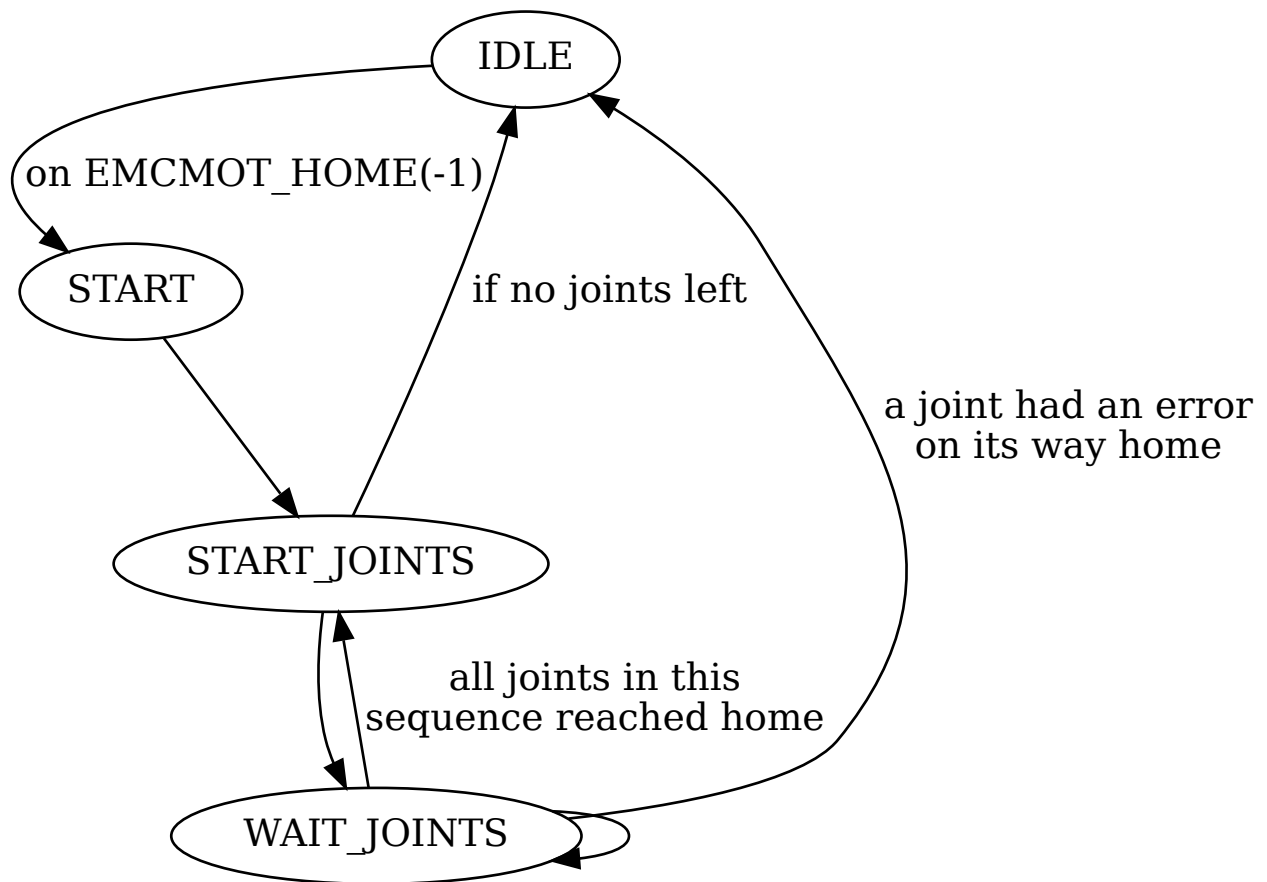 IDLE
on EMCMOT_HOME(-1)
START
if no joints left
a joint had an error
on its way home
START_JOINTS
all joints in this
sequence reached home
WAIT_JOINTS